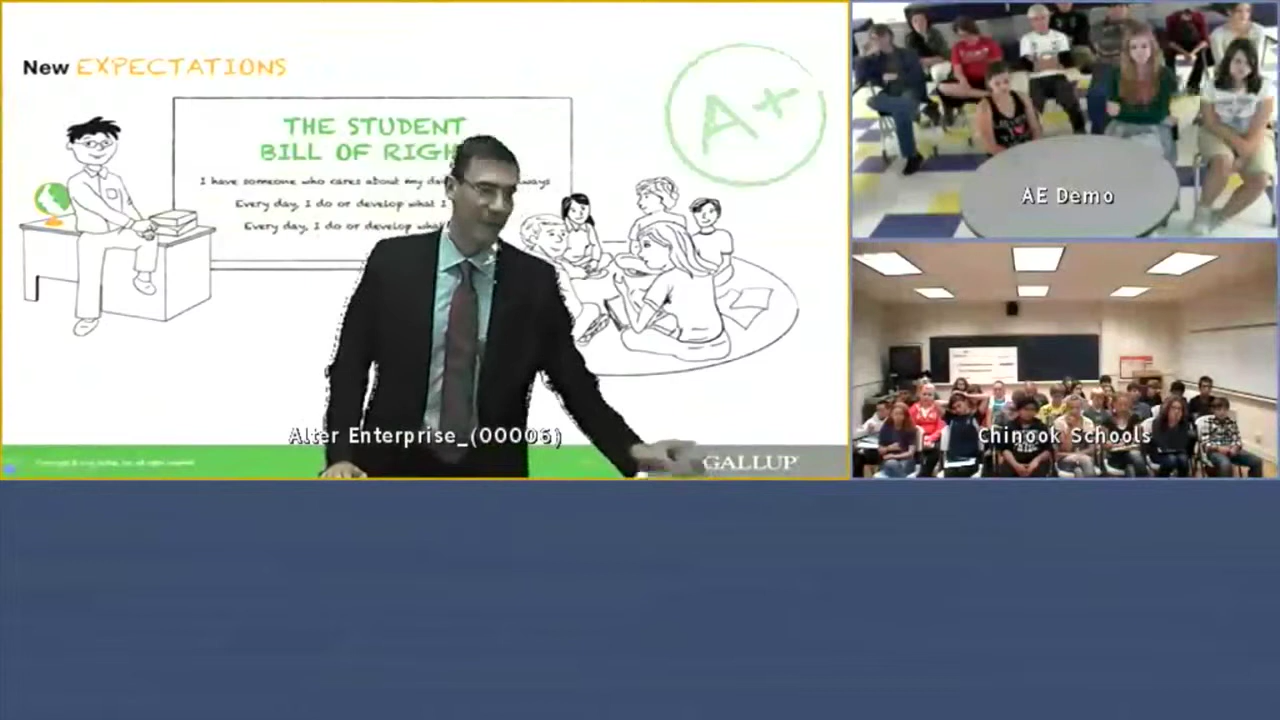 New EXPECTATIONS
A+
THE STUDENT
BILL OF RIGH
I have someone who cares about my ways
Every day, I do or develop what I
Every day, I do or develop what
Alter Enterprise_(00006)
GALLUP
AE Demo
Chinook Schools